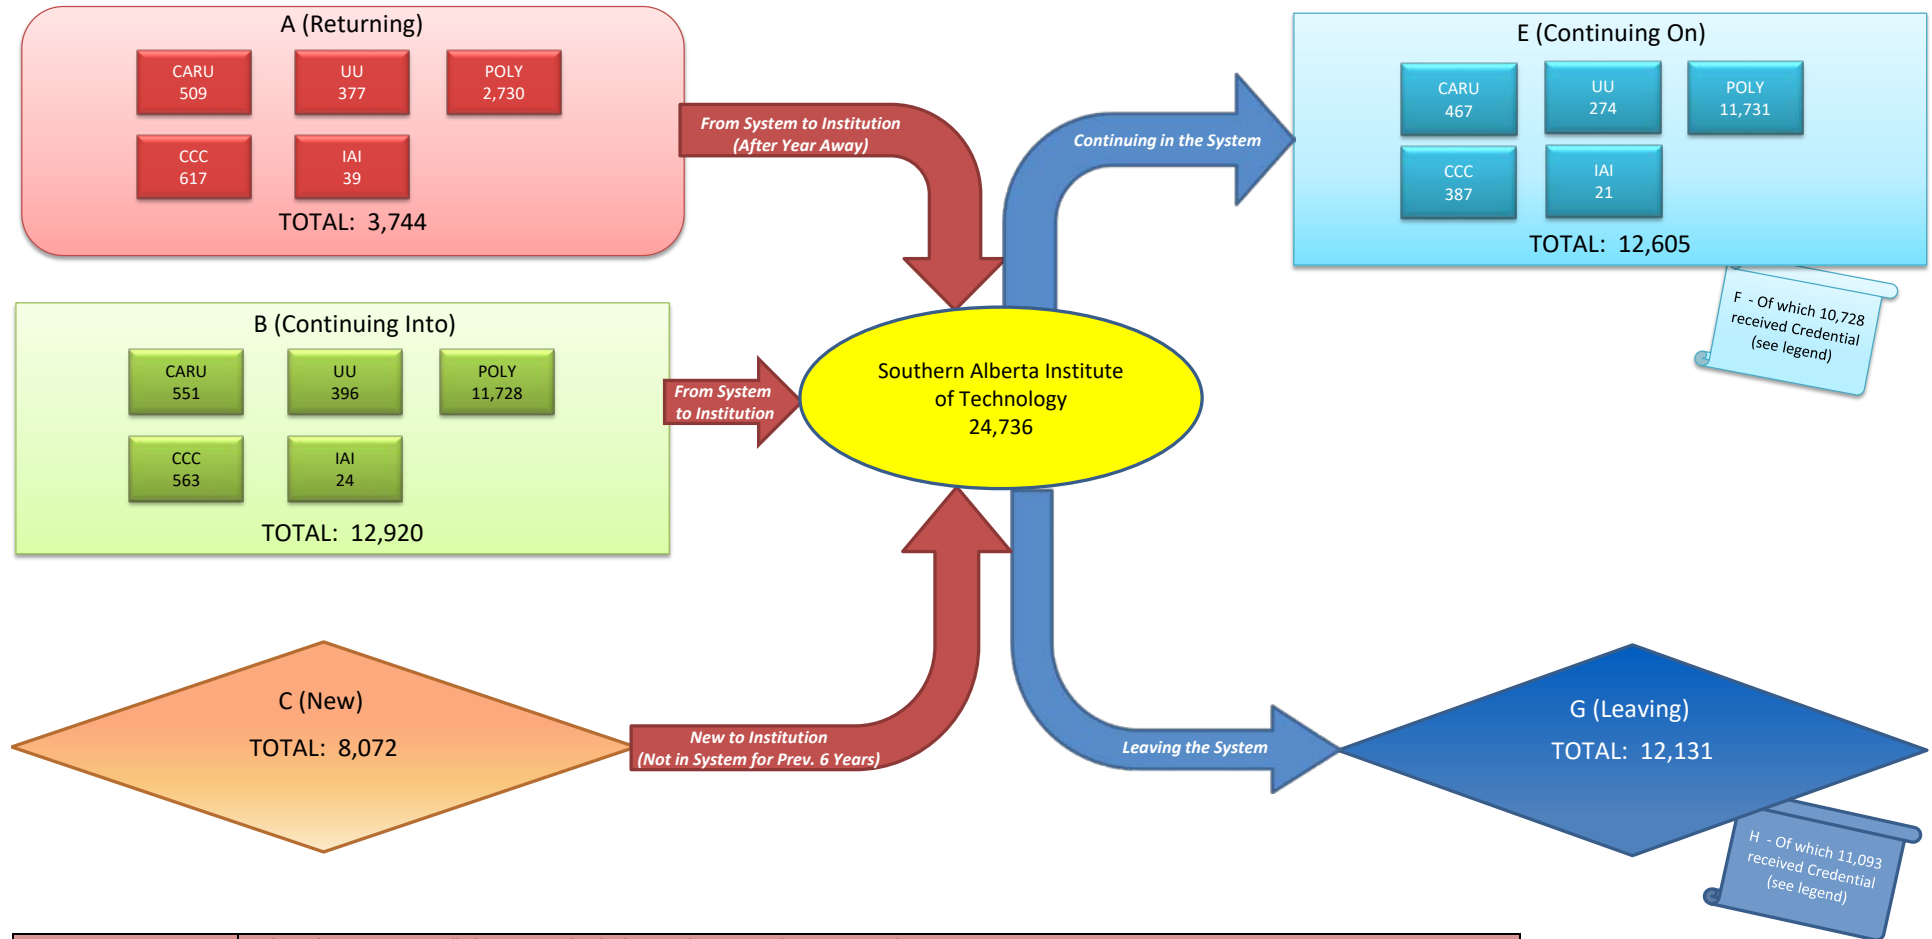 A (Returning)
CARU
509
UU
377
POLY
2,730
CCC
617
IAI
39
TOTAL: 3,744
From System to Institution
(After Year Away)
Continuing in the System
E (Continuing On)
CARU
467
UU
274
POLY
11,731
CCC
387
IAI
21
TOTAL: 12,605
F - Of which 10,728
received Credential
(see legend)
B (Continuing Into)
CARU
551
UU
396
POLY
11,728
CCC
563
IAI
24
TOTAL: 12,920
From System
to Institution
Southern Alberta Institute
of Technology
24,736
C (New)
TOTAL: 8,072
New to Institution
(Not in System for Prev. 6 Years)
Leaving the System
G (Leaving)
TOTAL: 12,131
H - Of which 11,093
received Credential
(see legend)